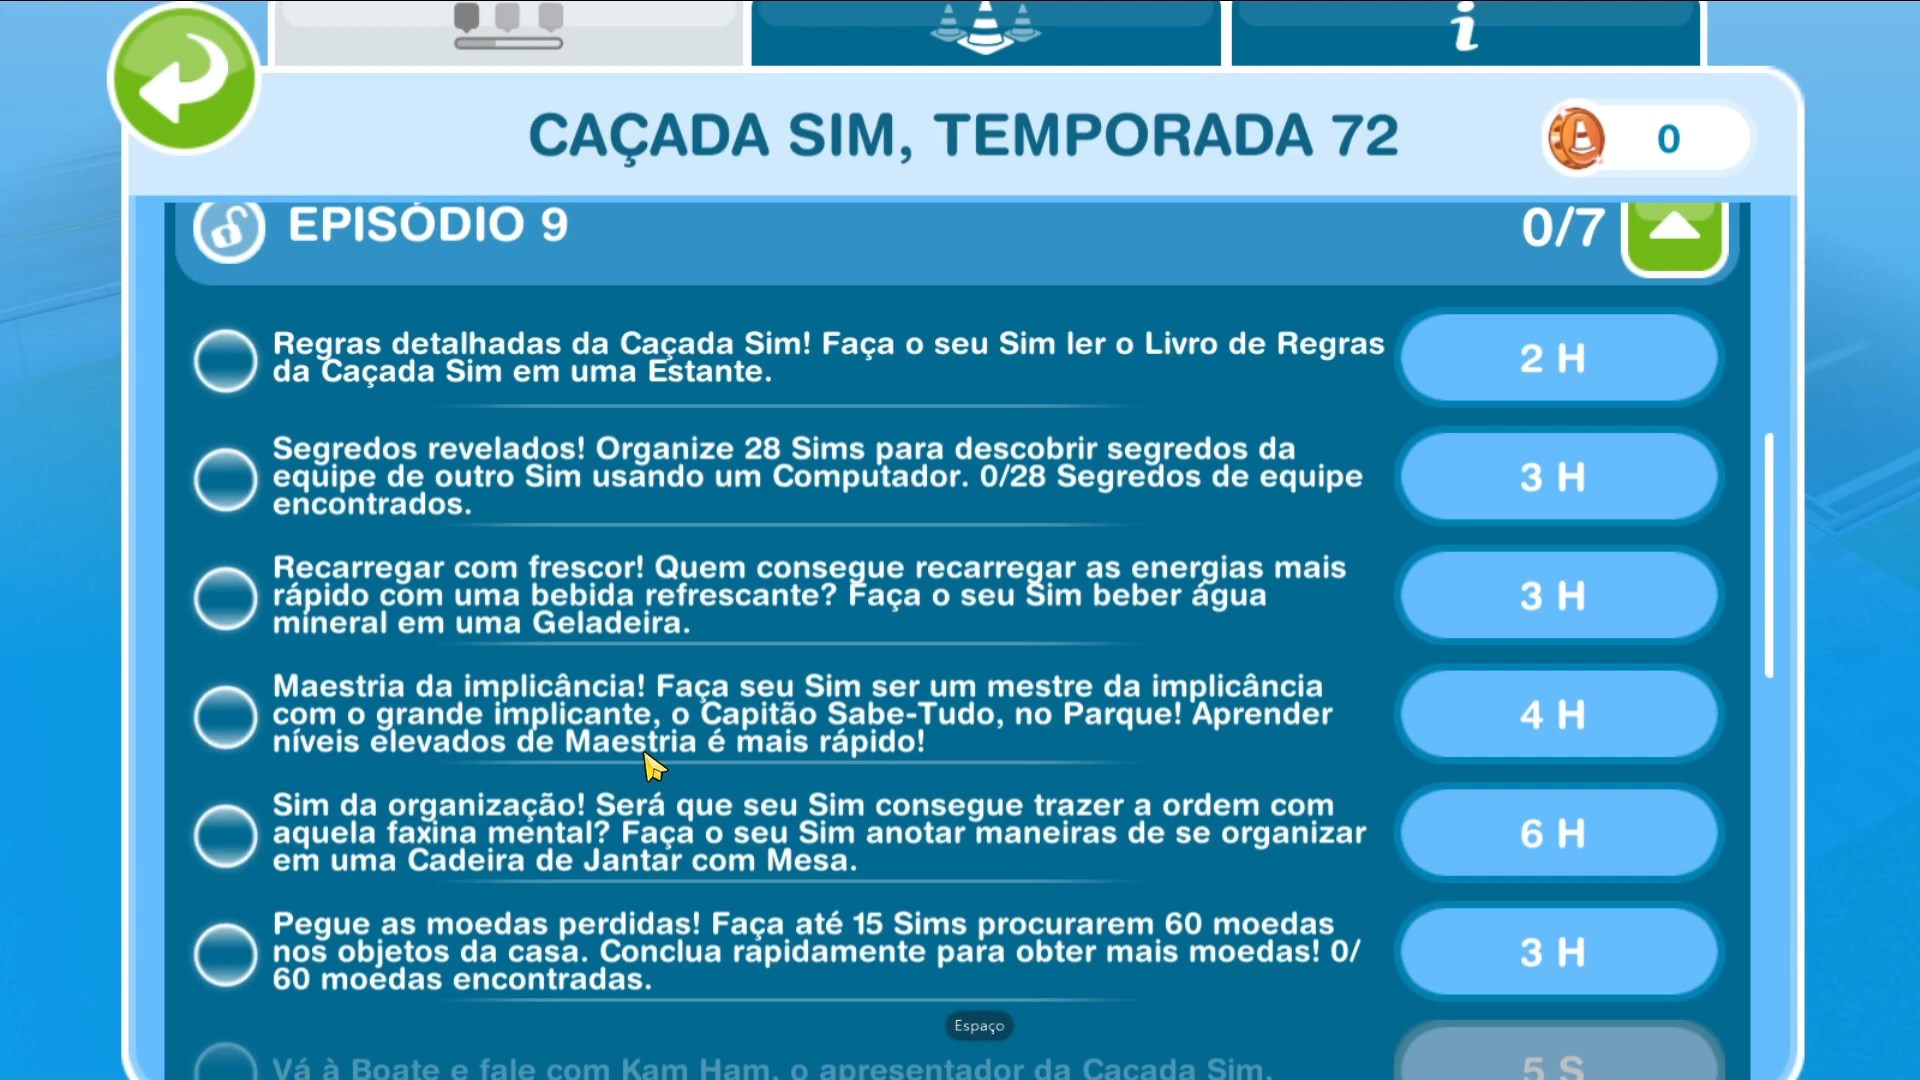 CAÇADA SIM, TEMPORADA 72
0
EPISÓDIO 9
0/7
Regras detalhadas da Caçada Sim! Faça o seu Sim ler o Livro de Regras
da Caçada Sim em uma Estante.
2 H
Segredos revelados! Organize 28 Sims para descobrir segredos da
equipe de outro Sim usando um Computador. 0/28 Segredos de equipe
encontrados.
3 H
Recarregar com frescor! Quem consegue recarregar as energias mais
rápido com uma bebida refrescante? Faça o seu Sim beber água
mineral em uma Geladeira.
3 H
Maestria da implicância! Faça seu Sim ser um mestre da implicância
com o grande implicante, o Capitão Sabe-Tudo, no Parque! Aprender
níveis elevados de Maestria é mais rápido!
4 H
Sim da organização! Será que seu Sim consegue trazer a ordem com
aquela faxina mental? Faça o seu Sim anotar maneiras de se organizar
em uma Cadeira de Jantar com Mesa.
6 H
Pegue as moedas perdidas! Faça até 15 Sims procurarem 60 moedas
nos objetos da casa. Conclua rapidamente para obter mais moedas! 0/
60 moedas encontradas.
3 H
Espaço
Vá à Boate e fale com Kam Ham, o apresentador da Caçada Sim.
5 S